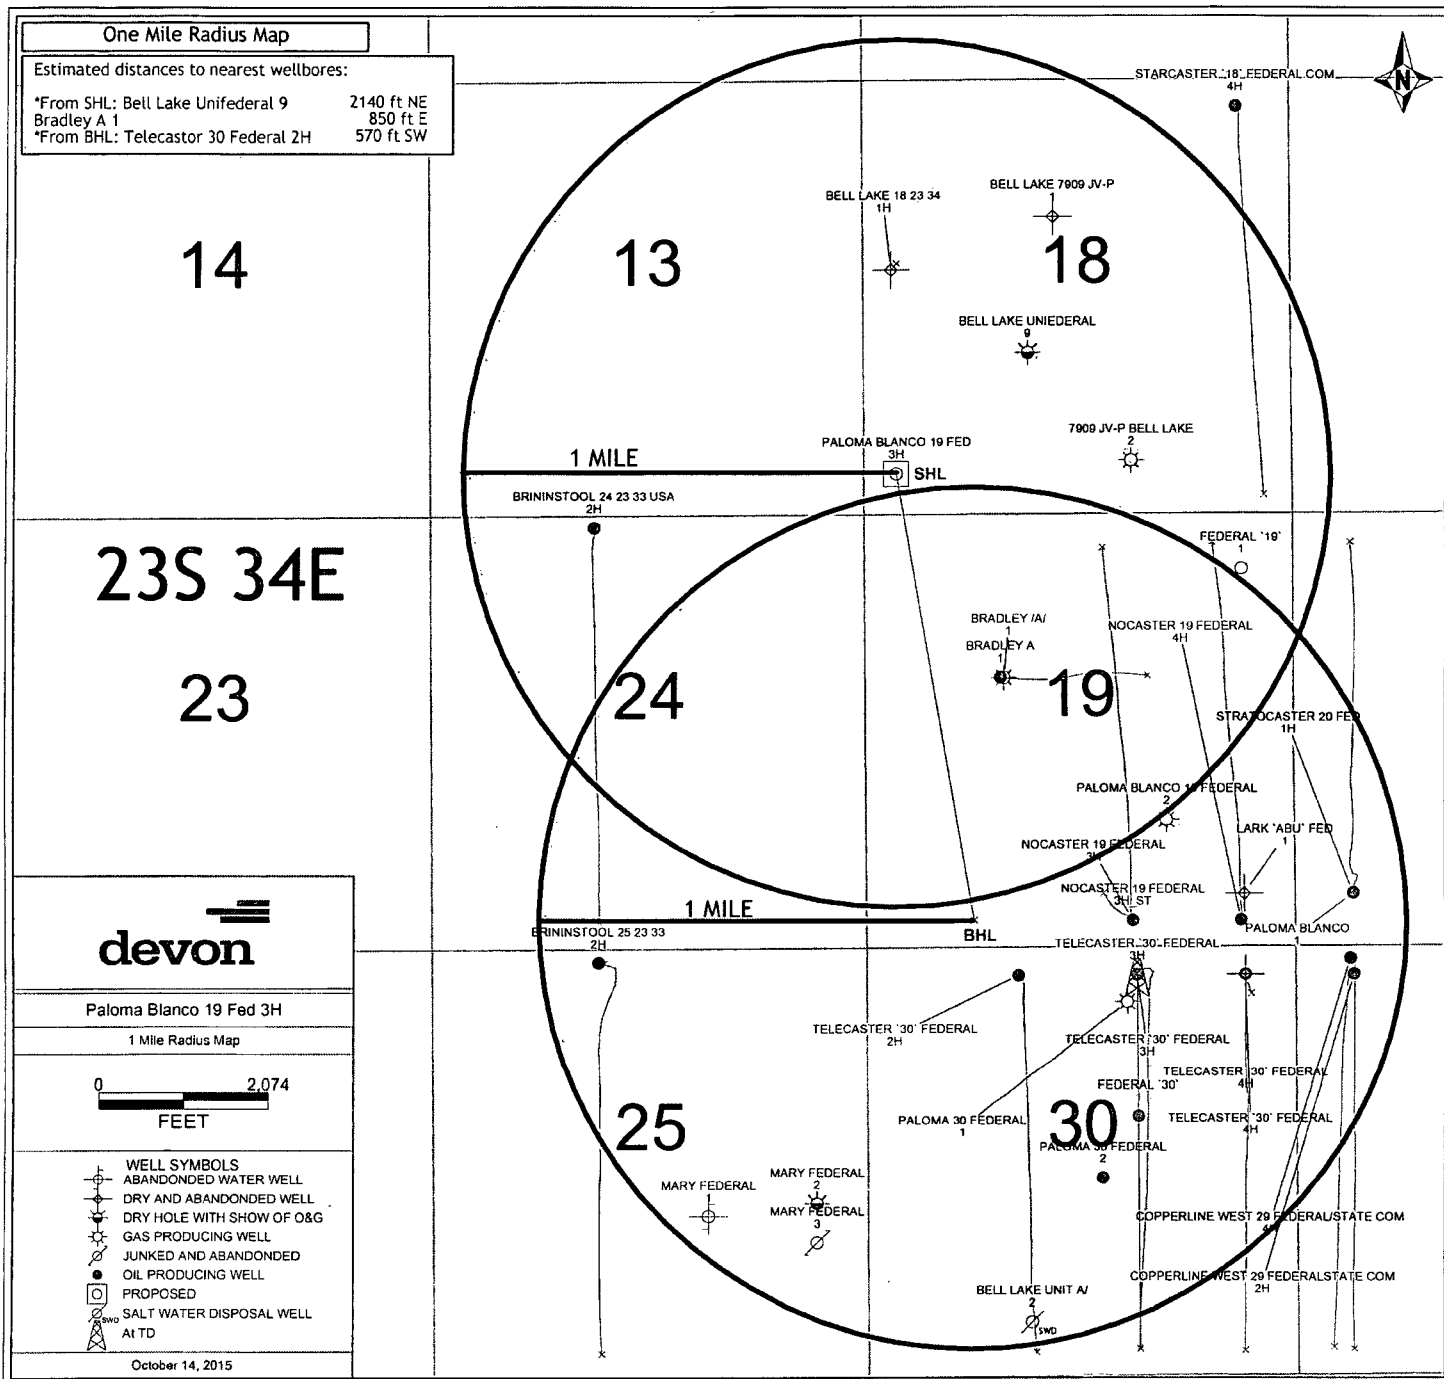 One Mile Radius Map
Estimated distances to nearest wellbores:
*From SHL: Bell Lake Unifederal 9 2140 ft NE
Bradley A 1 850 ft E
*From BHL: Telecastor 30 Federal 2H 570 ft SW
N
STARCASTER '18' FEDERAL COM
4H
BELL LAKE 7909 JV-P
1
BELL LAKE 18 23 34
1H
14
13
18
BELL LAKE UNIEDERAL
9
7909 JV-P BELL LAKE
2
PALOMA BLANCO 19 FED
3H
SHL
1 MILE
BRININSTOOL 24 23 33 USA
2H
FEDERAL '19'
1
23S 34E
BRADLEY /A/
1
BRADLEY A
1
NOCASTER 19 FEDERAL
4H
23
24
19
STRATOCASTER 20 FED
1H
PALOMA BLANCO 19 FEDERAL
2
LARK 'ABU' FED
1
NOCASTER 19 FEDERAL
3H
NOCASTER 19 FEDERAL
3H ST
1 MILE
BHL
BRININSTOOL 25 23 33
2H
PALOMA BLANCO
1
TELECASTER '30' FEDERAL
3H
TELECASTER '30' FEDERAL
2H
TELECASTER '30' FEDERAL
3H
TELECASTER '30' FEDERAL
4H
FEDERAL '30'
TELECASTER '30' FEDERAL
4H
PALOMA 30 FEDERAL
1
25
30
PALOMA 30 FEDERAL
2
MARY FEDERAL
1
MARY FEDERAL
2
MARY FEDERAL
3
COPPERLINE WEST 29 FEDERAL/STATE COM
4H
COPPERLINE WEST 29 FEDERALSTATE COM
2H
BELL LAKE UNIT A/
2
SWD
devon
Paloma Blanco 19 Fed 3H
1 Mile Radius Map
0 2,074
FEET
WELL SYMBOLS
ABANDONDED WATER WELL
DRY AND ABANDONDED WELL
DRY HOLE WITH SHOW OF O&G
GAS PRODUCING WELL
JUNKED AND ABANDONDED
OIL PRODUCING WELL
PROPOSED
SWD SALT WATER DISPOSAL WELL
At TD
October 14, 2015